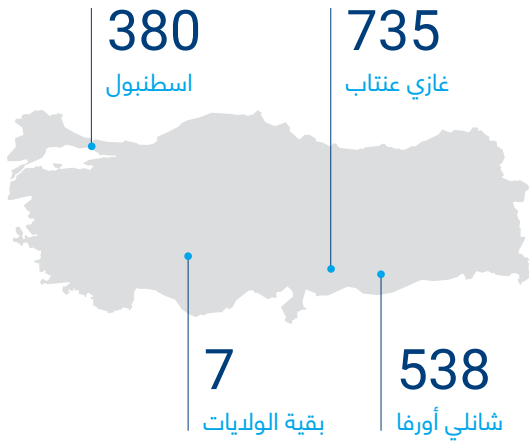 735
غازي عنتاب
380
اسطنبول
538
شانلي أورفا
7
بقية الولايات